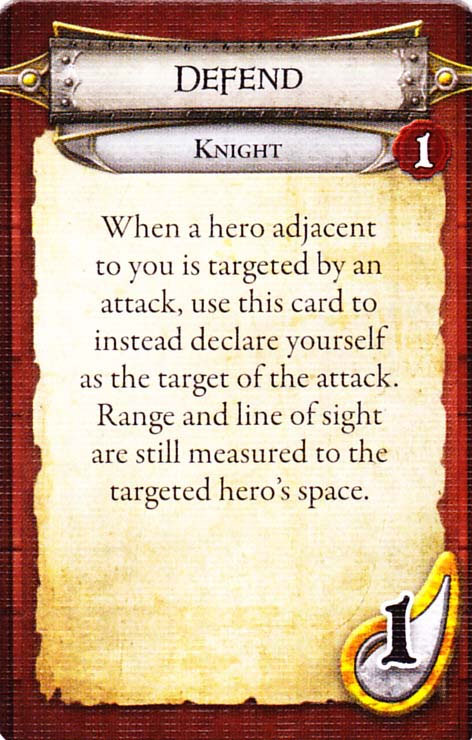 Defend
Knight
1
When a hero adjacent
to you is targeted by an
attack, use this card to
instead declare yourself
as the target of the attack.
Range and line of sight
are still measured to the
targeted hero's space.
1